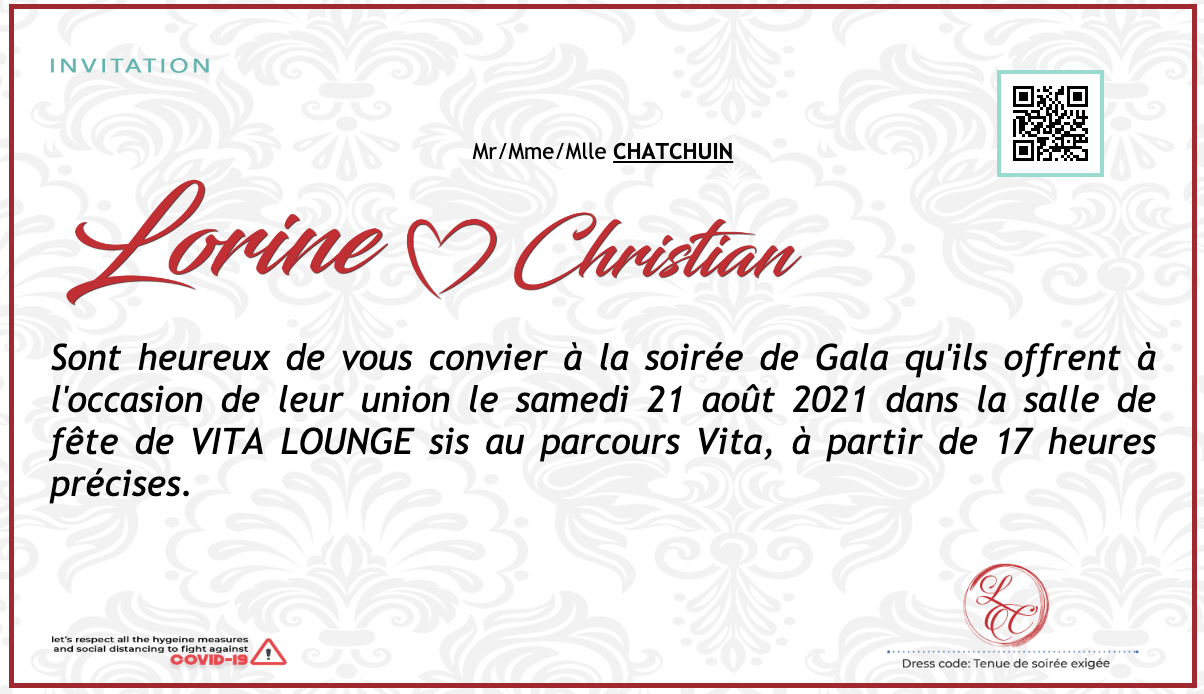 INVITATION
Mr/Mme/Mlle CHATCHUIN
Lorine Christian
Sont heureux de vous convier à la soirée de Gala qu'ils offrent à
l'occasion de leur union le samedi 21 août 2021 dans la salle de
fête de VITA LOUNGE sis au parcours Vita, à partir de 17 heures
précises.
LC
let's respect all the hygeine measures
and social distancing to fight against
COVID-19
Dress code: Tenue de soirée exigée